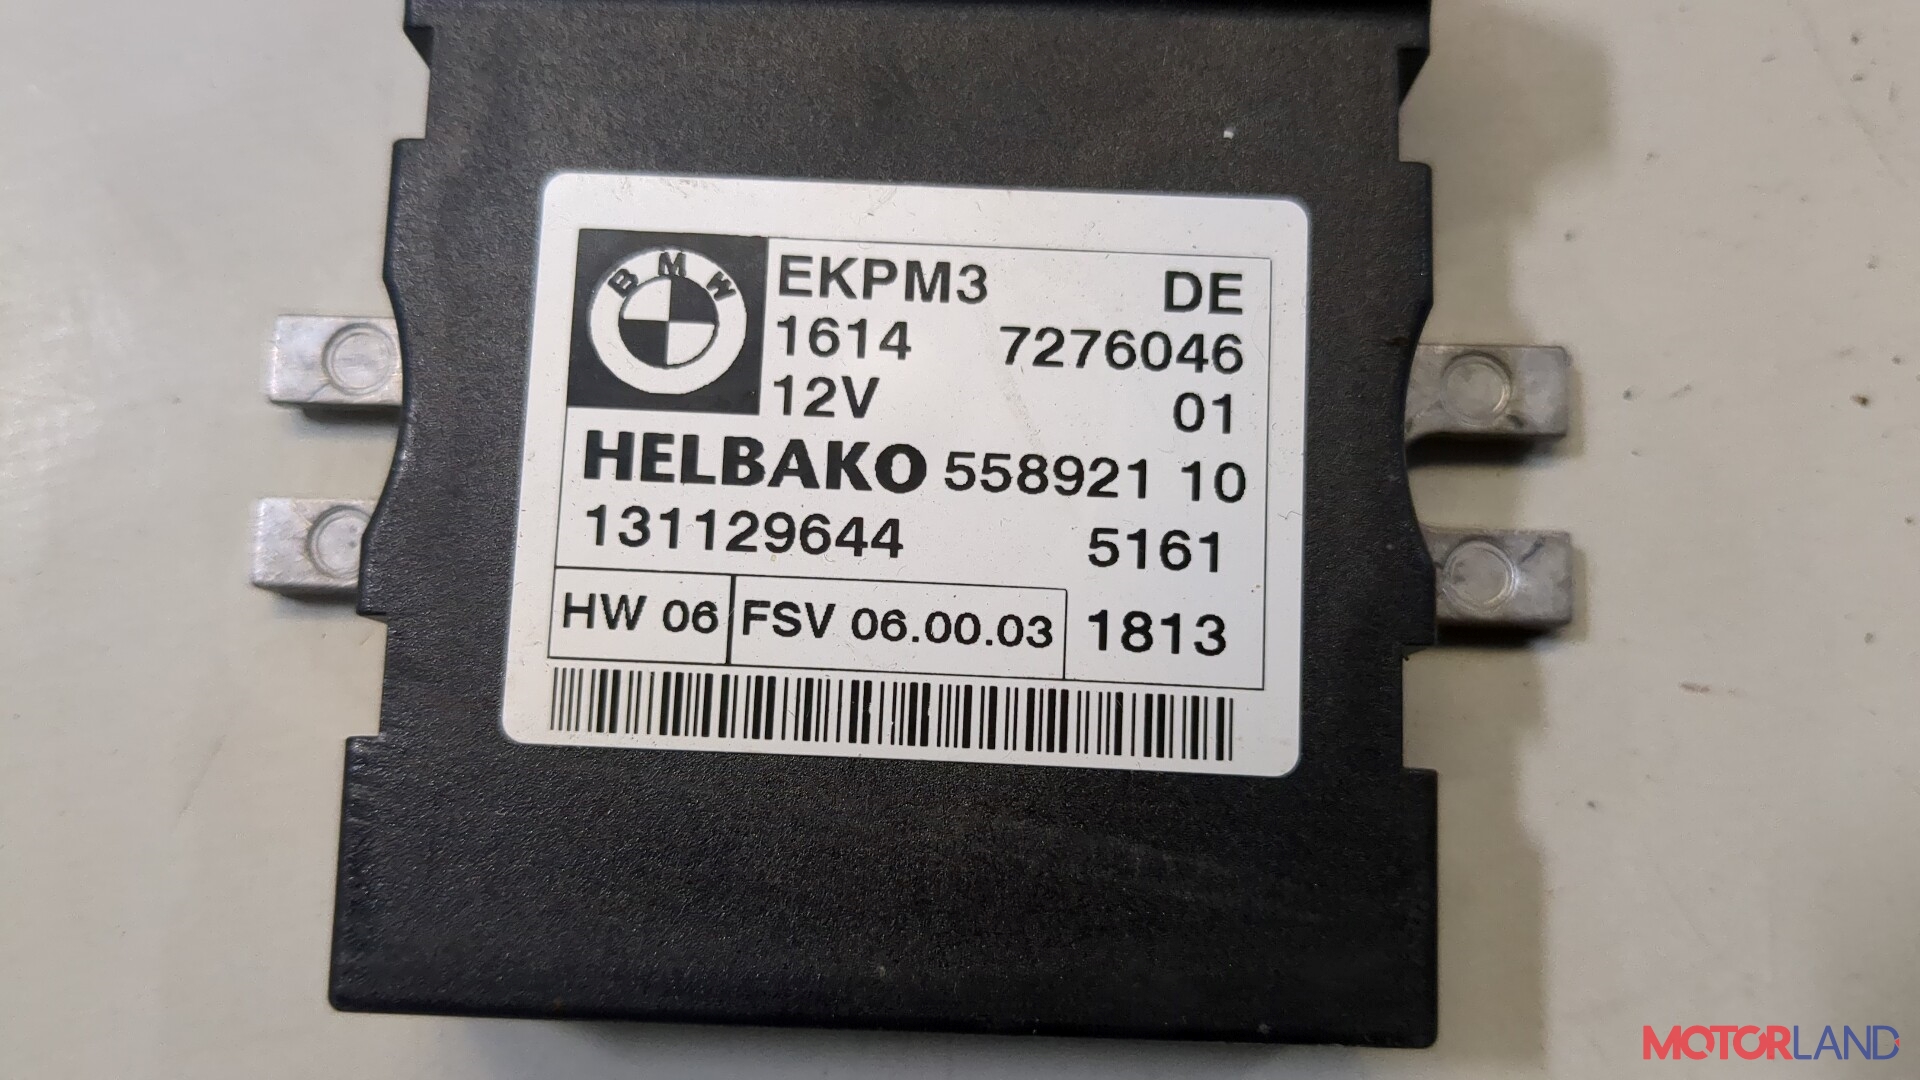 BMW
EKPM3 DE
1614 7276046
12V 01
HELBAKO 558921 10
131129644 5161
HW 06 FSV 06.00.03 1813
MOTORLAND